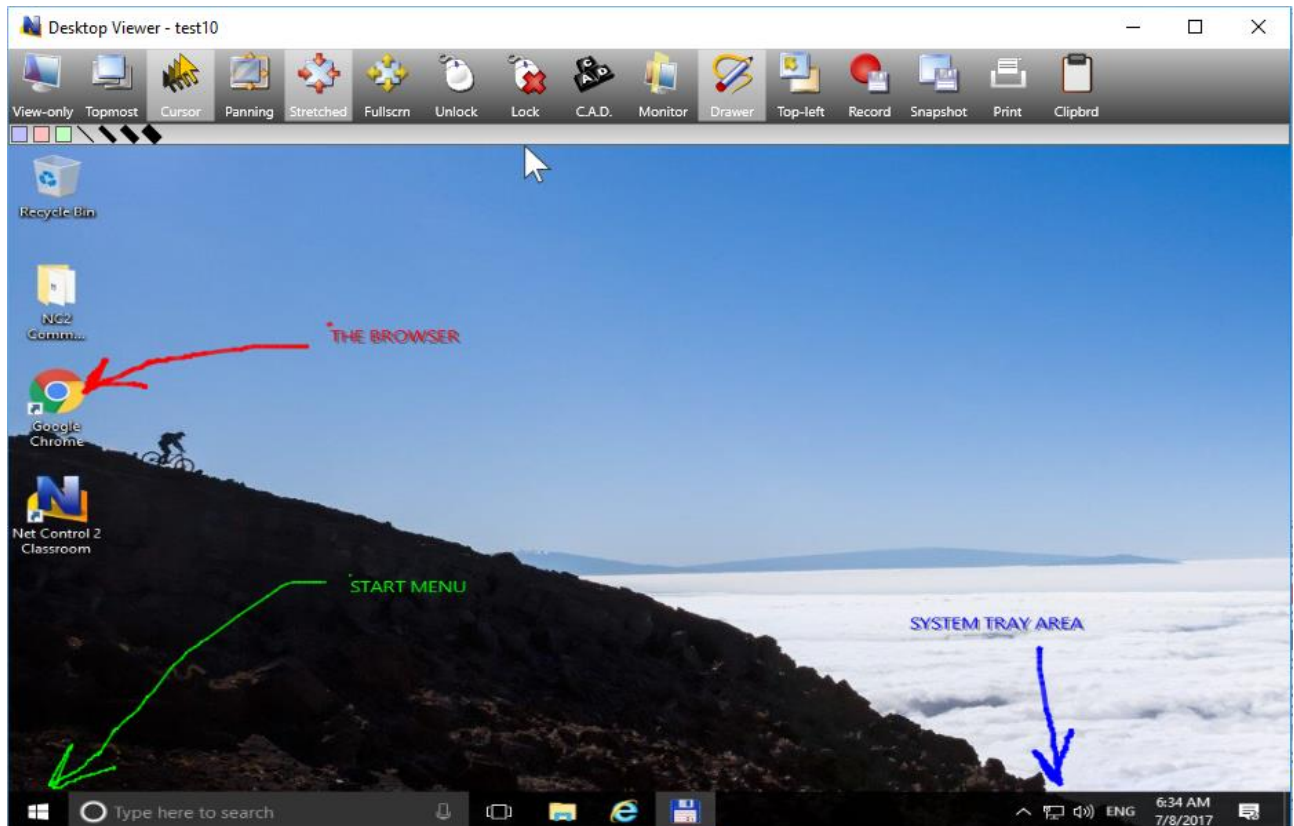 Desktop Viewer - test10
View-only Topmost Cursor Panning Stretched Fullscrn Unlock Lock C.A.D. Monitor Drawer Top-left Record Snapshot Print Clipbrd
Recycle Bin
NC2
Comm...
THE BROWSER
Google
Chrome
Net Control 2
Classroom
START MENU
SYSTEM TRAY AREA
Type here to search
ENG
6:34 AM
7/8/2017